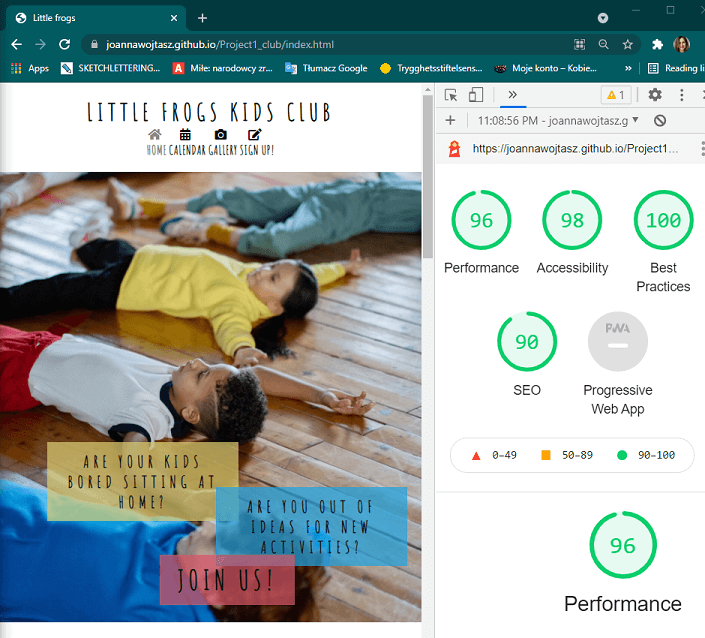 Little frogs
joannawojtasz.github.io/Project1_club/index.html
Apps SKETCHLETTERING... Miłe: narodowcy zr... Tłumacz Google Trygghetsstiftelsens... Moje konto – Kobie... » Reading li
LITTLE FROGS KIDS CLUB
HOME CALENDAR GALLERY SIGN UP!
ARE YOUR KIDS
BORED SITTING AT
HOME?
ARE YOU OUT OF
IDEAS FOR NEW
ACTIVITIES?
JOIN US!
» 1
11:08:56 PM - joannawojtasz.g
https://joannawojtasz.github.io/Project1...
96 98 100
Performance Accessibility Best
Practices
PWA
90
SEO Progressive
Web App
0–49 50–89 90–100
96
Performance